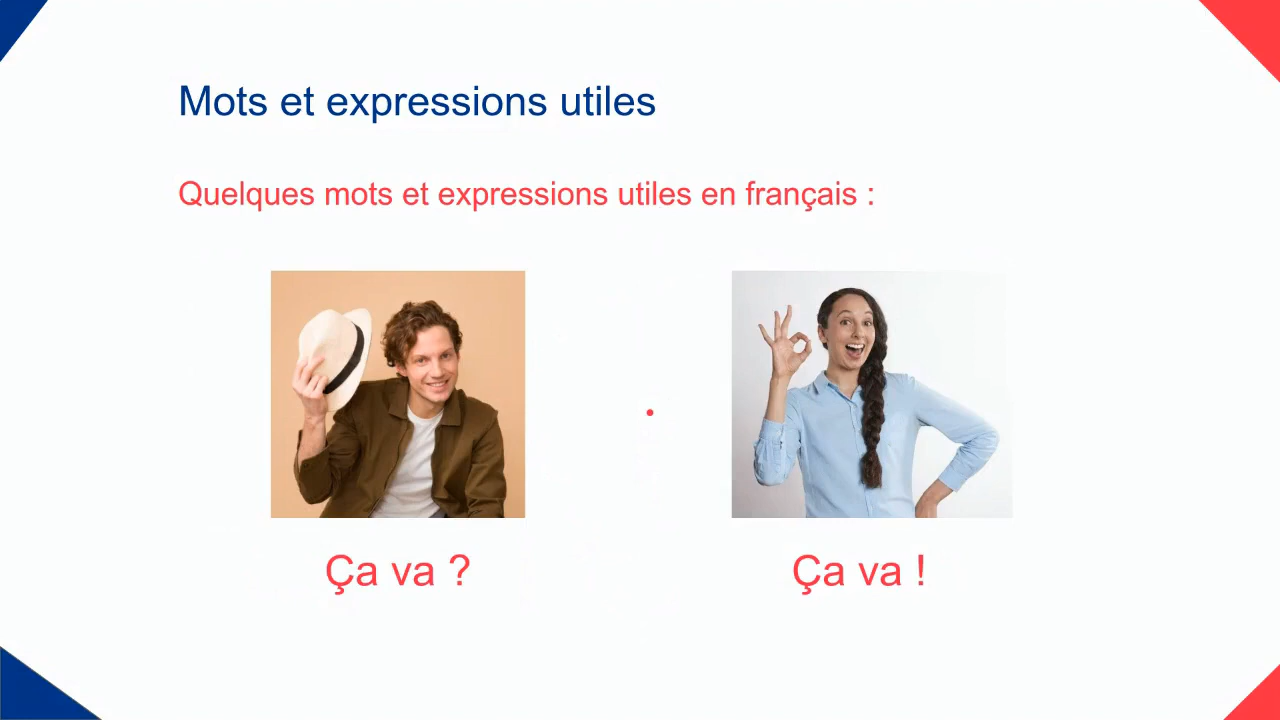 Mots et expressions utiles
Quelques mots et expressions utiles en français :
Ça va ?
Ça va !